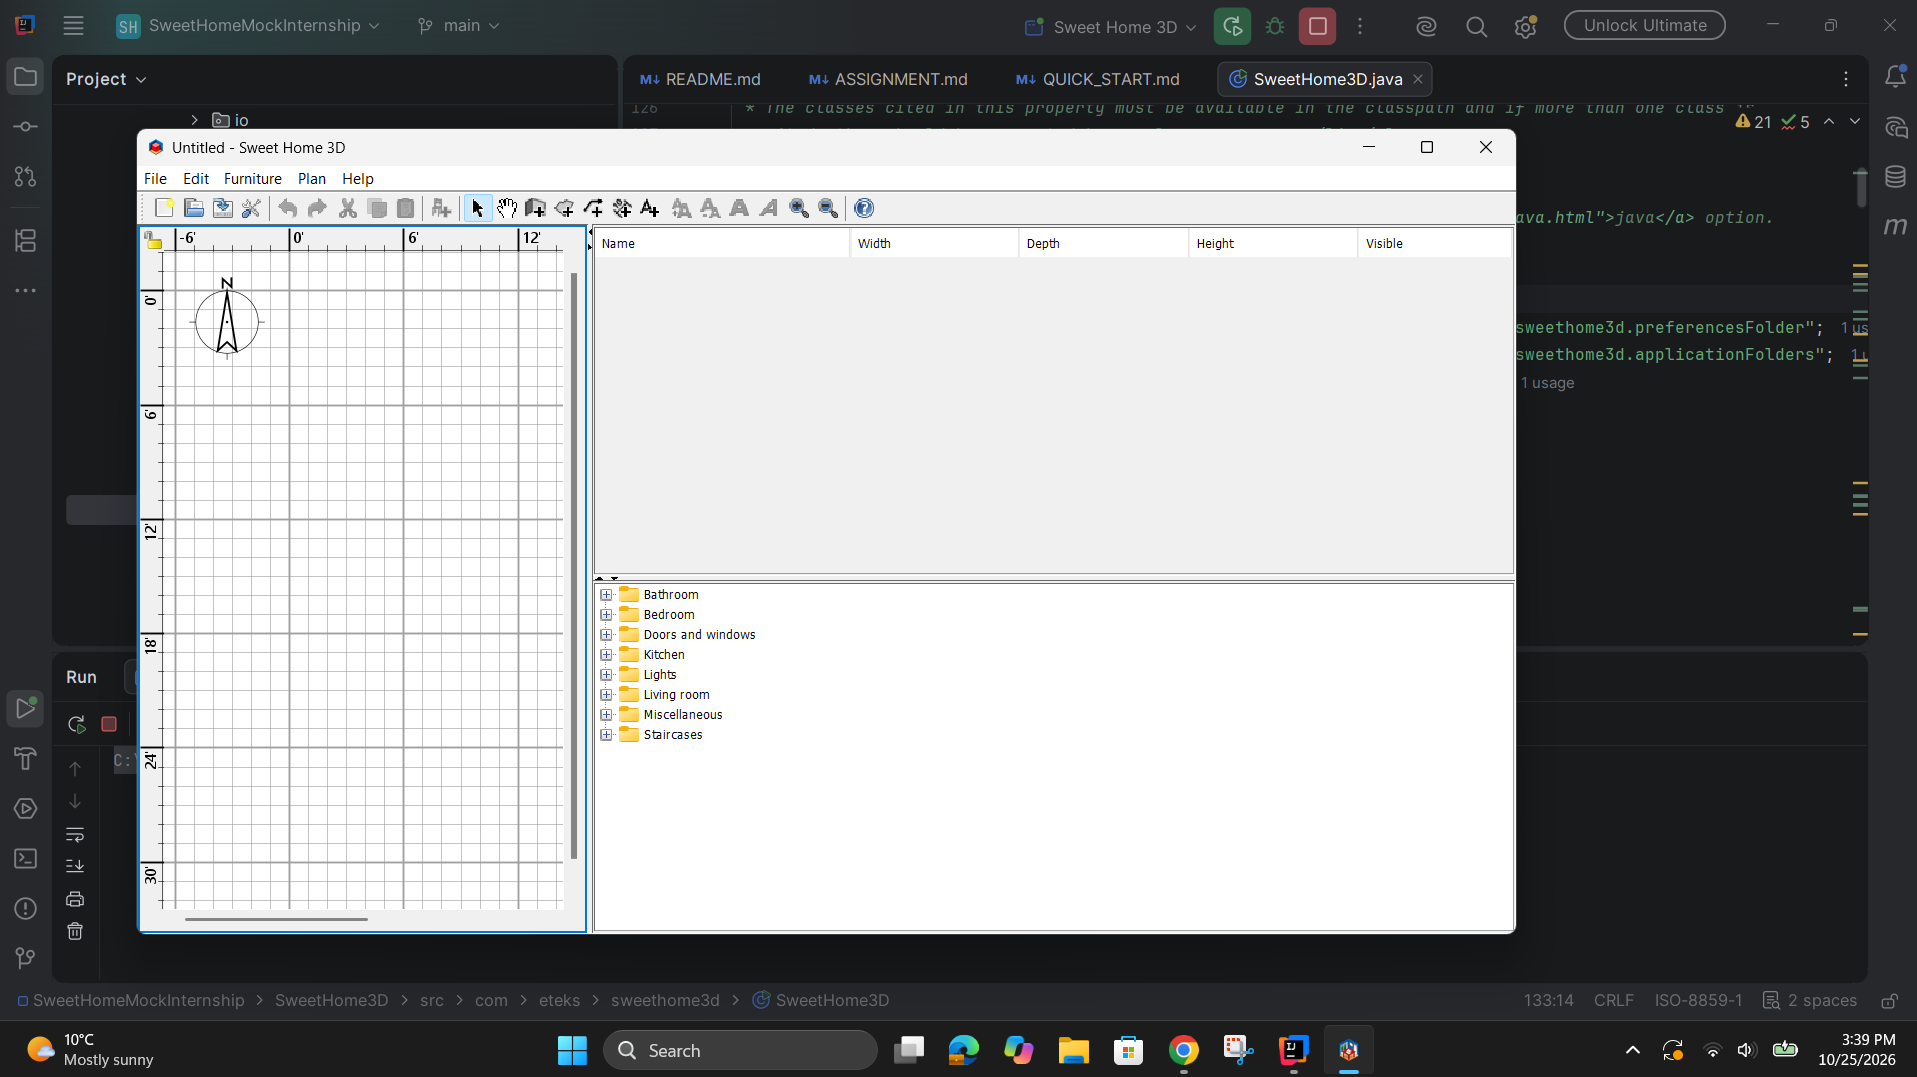 SH SweetHomeMockInternship main Sweet Home 3D Unlock Ultimate
Project README.md ASSIGNMENT.md QUICK_START.md SweetHome3D.java
io
126 * The classes cited in this property must be available in the classpath and if more than one class
21 5
Untitled - Sweet Home 3D
File Edit Furniture Plan Help
ava.html">java</a> option.
-6' 0' 6' 12'
Name Width Depth Height Visible
N
0'
6'
12'
18'
24'
30'
sweethome3d.preferencesFolder"; 1 us
sweethome3d.applicationFolders"; 1 u
1 usage
Bathroom
Bedroom
Doors and windows
Kitchen
Lights
Living room
Miscellaneous
Staircases
Run
C:\
SweetHomeMockInternship > SweetHome3D > src > com > eteks > sweethome3d > SweetHome3D 133:14 CRLF ISO-8859-1 2 spaces
10°C
Mostly sunny
Search
3:39 PM
10/25/2026